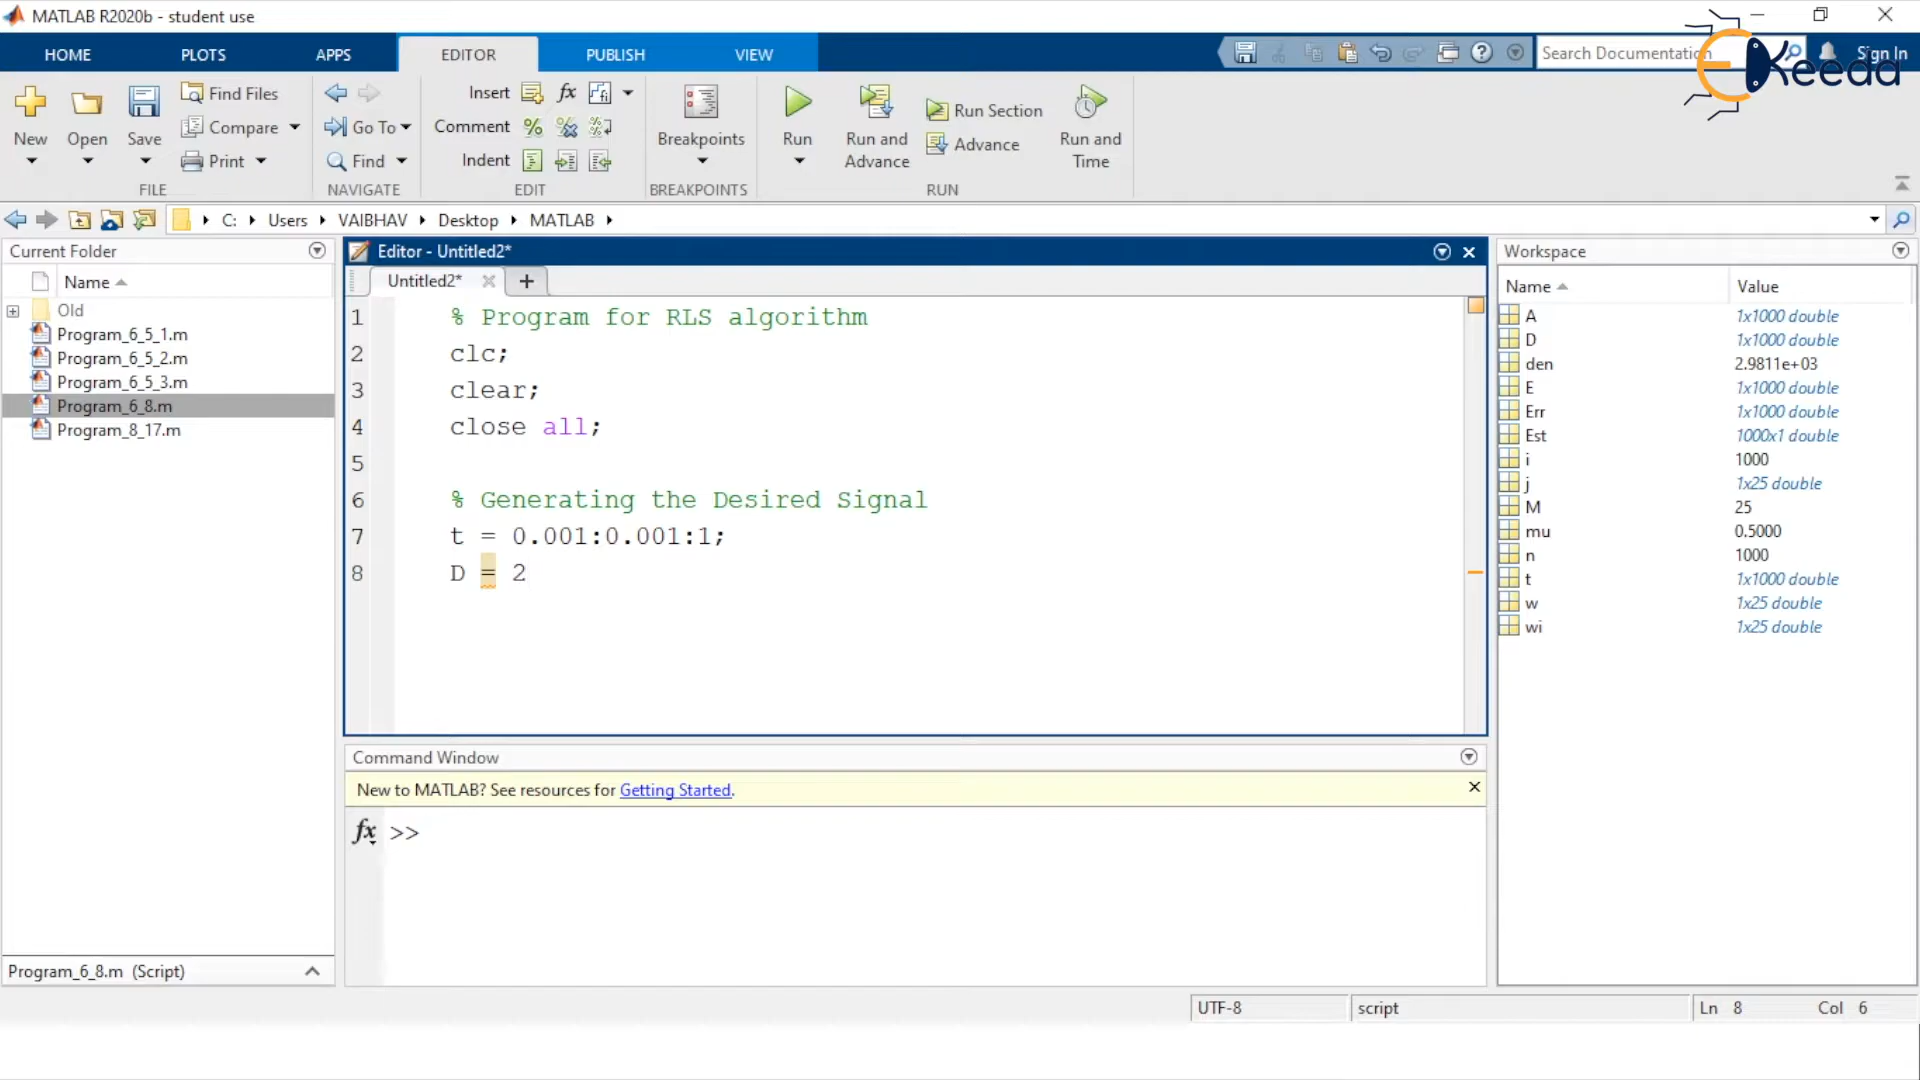 MATLAB R2020b - student use
HOME PLOTS APPS EDITOR PUBLISH VIEW
Search Documentation
Sign In
EKeeda
New
Open
Save
Find Files
Compare
Print
FILE
Go To
Find
NAVIGATE
Insert fx
Comment % %
Indent
EDIT
Breakpoints
BREAKPOINTS
Run
Run and Advance
Run Section
Advance
Run and Time
RUN
C: Users VAIBHAV Desktop MATLAB
Current Folder
Name
Old
Program_6_5_1.m
Program_6_5_2.m
Program_6_5_3.m
Program_6_8.m
Program_8_17.m
Program_6_8.m (Script)
Editor - Untitled2*
Untitled2* +
1 % Program for RLS algorithm
2 clc;
3 clear;
4 close all;
5
6 % Generating the Desired Signal
7 t = 0.001:0.001:1;
8 D = 2
Command Window
New to MATLAB? See resources for Getting Started.
fx >>
Workspace
Name Value
A 1x1000 double
D 1x1000 double
den 2.9811e+03
E 1x1000 double
Err 1x1000 double
Est 1000x1 double
i 1000
j 1x25 double
M 25
mu 0.5000
n 1000
t 1x1000 double
w 1x25 double
wi 1x25 double
UTF-8 script Ln 8 Col 6